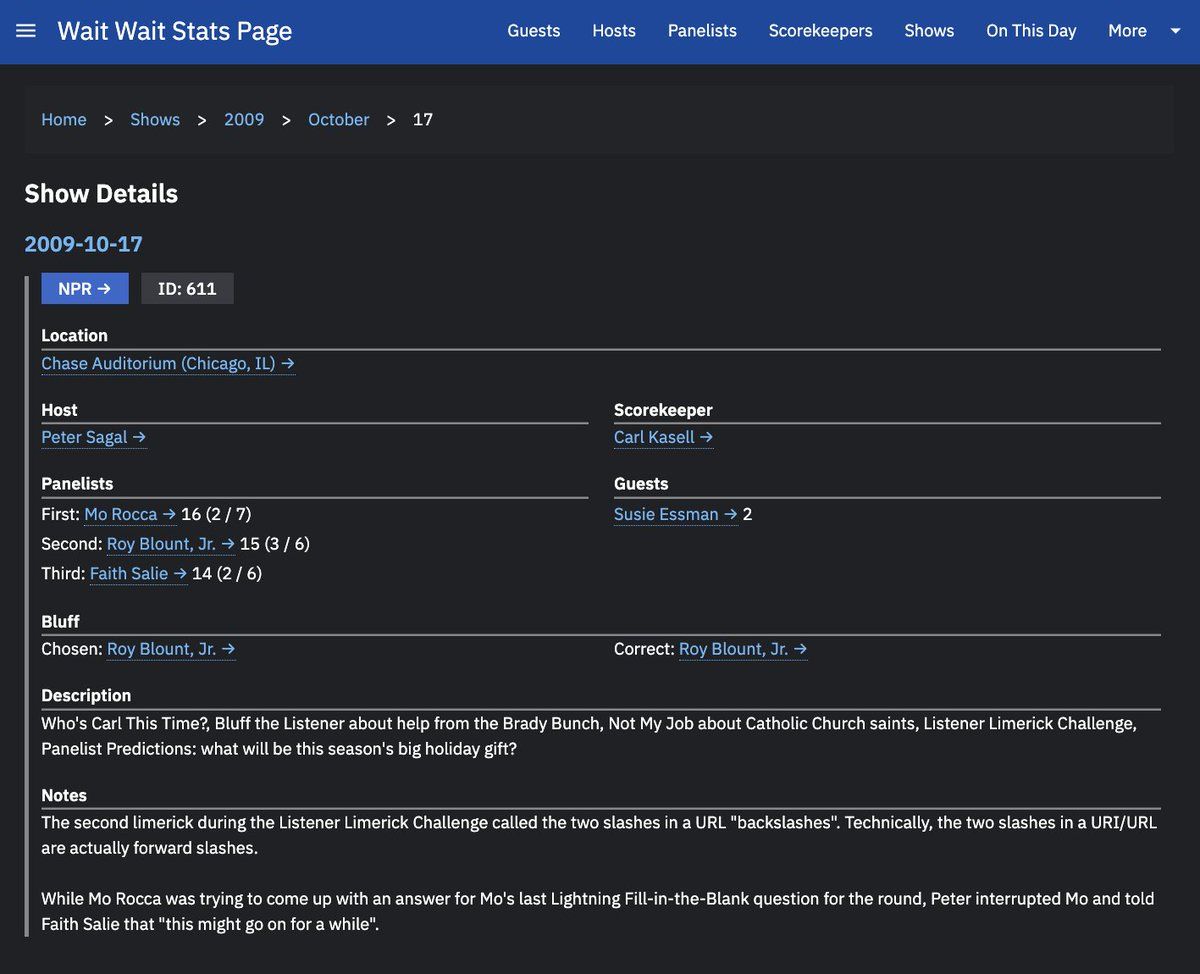 Wait Wait Stats Page
Guests Hosts Panelists Scorekeepers Shows On This Day More
Home > Shows > 2009 > October > 17
Show Details
2009-10-17
NPR → ID: 611
Location
Chase Auditorium (Chicago, IL) →
Host
Peter Sagal →
Scorekeeper
Carl Kasell →
Panelists
First: Mo Rocca → 16 (2 / 7)
Second: Roy Blount, Jr. → 15 (3 / 6)
Third: Faith Salie → 14 (2 / 6)
Guests
Susie Essman → 2
Bluff
Chosen: Roy Blount, Jr. →
Correct: Roy Blount, Jr. →
Description
Who's Carl This Time?, Bluff the Listener about help from the Brady Bunch, Not My Job about Catholic Church saints, Listener Limerick Challenge,
Panelist Predictions: what will be this season's big holiday gift?
Notes
The second limerick during the Listener Limerick Challenge called the two slashes in a URL "backslashes". Technically, the two slashes in a URI/URL
are actually forward slashes.
While Mo Rocca was trying to come up with an answer for Mo's last Lightning Fill-in-the-Blank question for the round, Peter interrupted Mo and told
Faith Salie that "this might go on for a while".